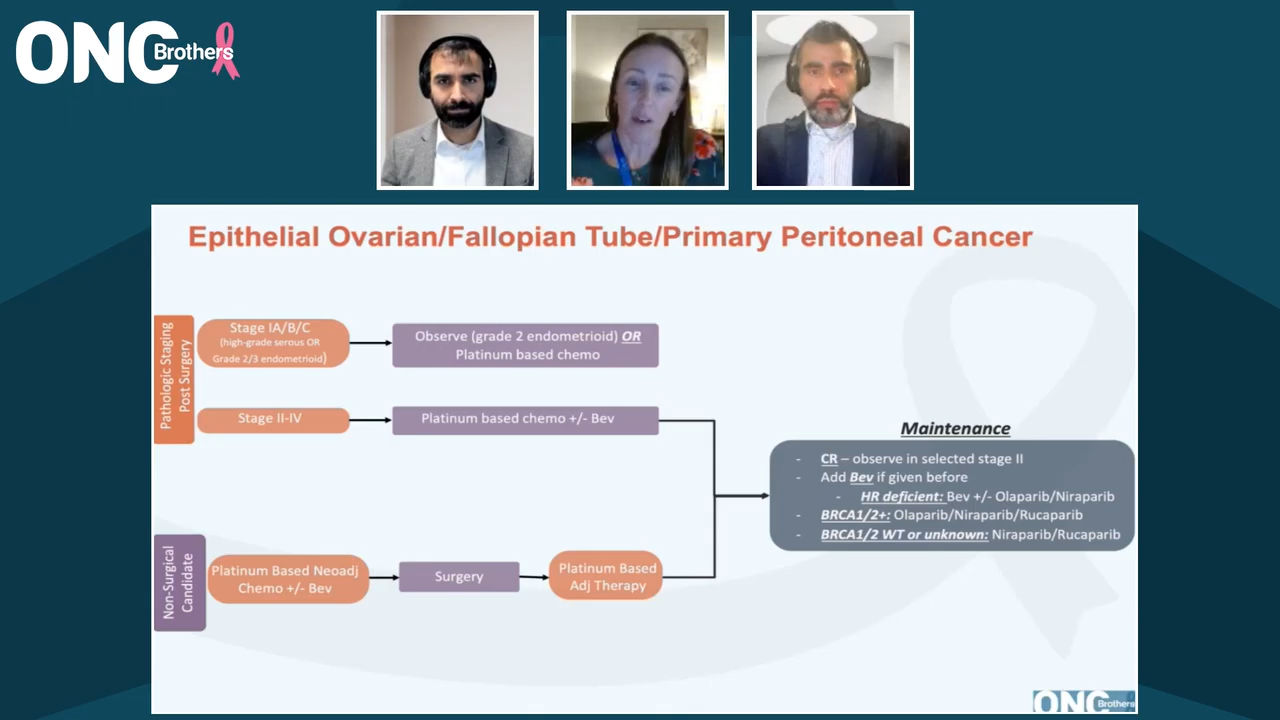 ONC Brothers
Epithelial Ovarian/Fallopian Tube/Primary Peritoneal Cancer
Pathologic Staging
Post Surgery
Stage IA/B/C
(high-grade serous OR
Grade 2/3 endometrioid)
Observe (grade 2 endometrioid) OR
Platinum based chemo
Stage II-IV
Platinum based chemo +/- Bev
Non-Surgical
Candidate
Platinum Based Neoadj
Chemo +/- Bev
Surgery
Platinum Based
Adj Therapy
Maintenance
- CR – observe in selected stage II
- Add Bev if given before
- HR deficient: Bev +/- Olaparib/Niraparib
- BRCA1/2+: Olaparib/Niraparib/Rucaparib
- BRCA1/2 WT or unknown: Niraparib/Rucaparib
ONC Brothers